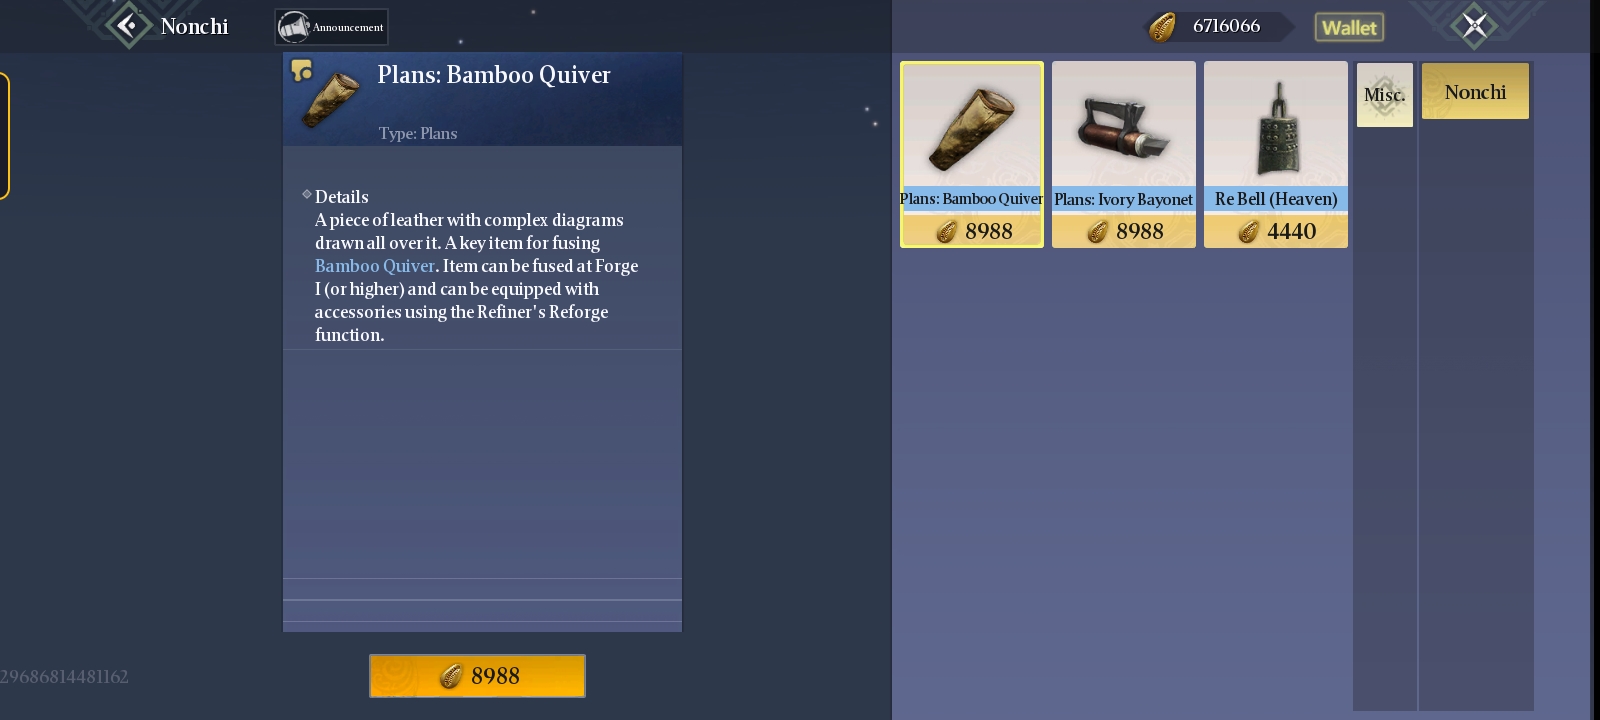 Nonchi
Announcement
6716066
Wallet
Plans: Bamboo Quiver
Type: Plans
Details
A piece of leather with complex diagrams
drawn all over it. A key item for fusing
Bamboo Quiver. Item can be fused at Forge
I (or higher) and can be equipped with
accessories using the Refiner's Reforge
function.
8988
29686814481162
Plans: Bamboo Quiver
8988
Plans: Ivory Bayonet
8988
Re Bell (Heaven)
4440
Misc.
Nonchi